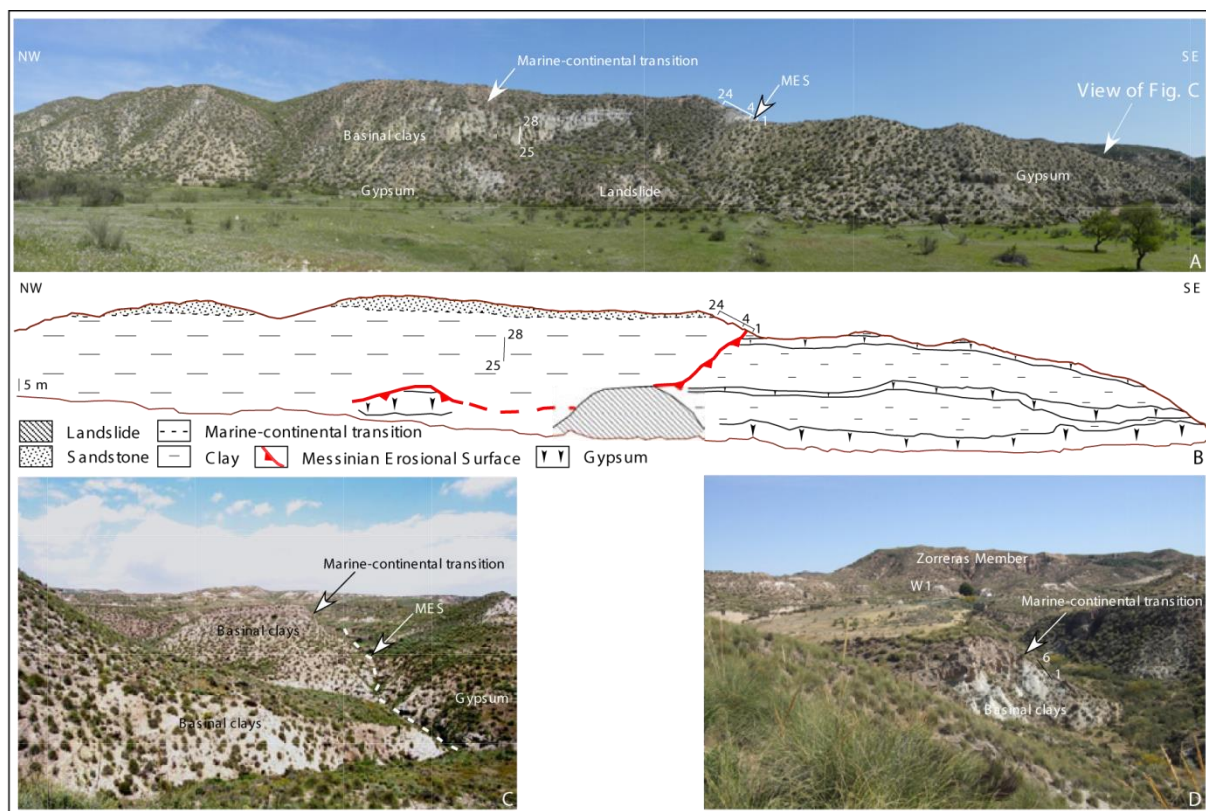 NW
SE
Marine-continental transition
MES
24
4
1
View of Fig. C
28
Basinal clays
25
Gypsum
Landslide
Gypsum
A
NW
SE
24
4
1
28
25
5 m
Landslide
Marine-continental transition
Sandstone
Clay
Messinian Erosional Surface
Gypsum
B
Marine-continental transition
MES
Basinal clays
Gypsum
Basinal clays
C
Zorreras Member
W1
Marine-continental transition
6
1
Basinal clays
D